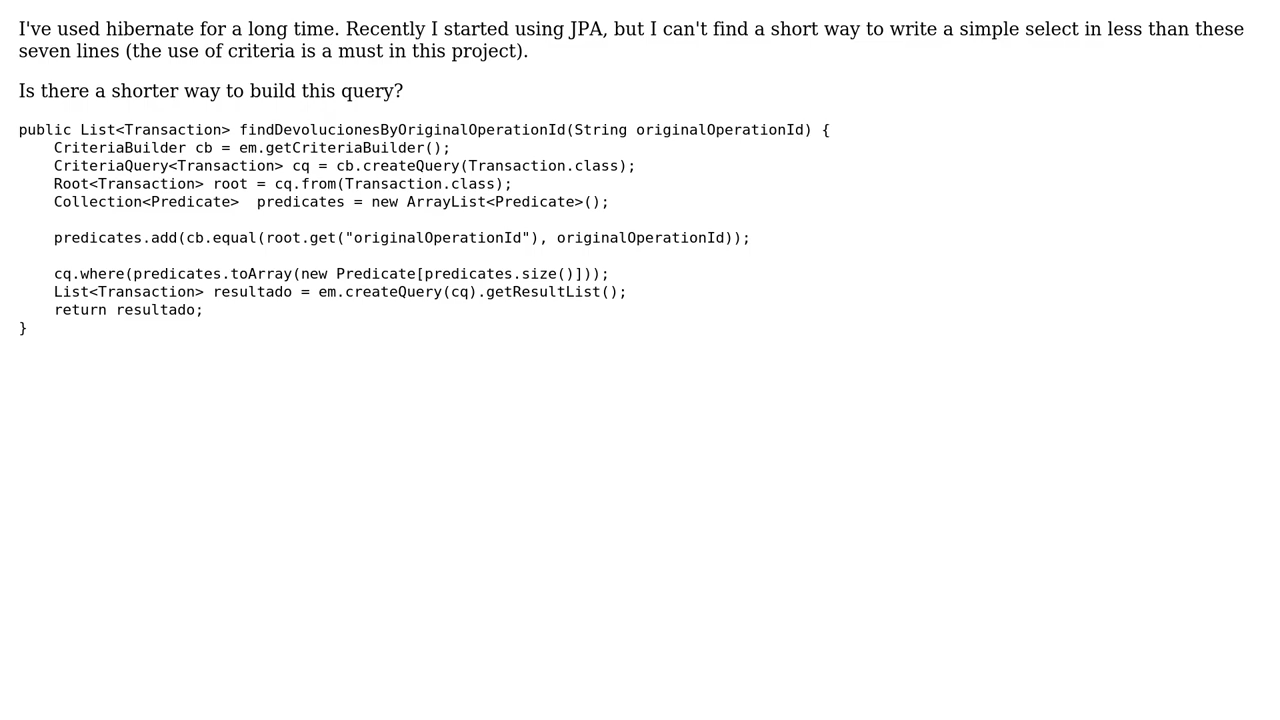 I've used hibernate for a long time. Recently I started using JPA, but I can't find a short way to write a simple select in less than these
seven lines (the use of criteria is a must in this project).
Is there a shorter way to build this query?
public List<Transaction> findDevolucionesByOriginalOperationId(String originalOperationId) {
    CriteriaBuilder cb = em.getCriteriaBuilder();
    CriteriaQuery<Transaction> cq = cb.createQuery(Transaction.class);
    Root<Transaction> root = cq.from(Transaction.class);
    Collection<Predicate>  predicates = new ArrayList<Predicate>();
    predicates.add(cb.equal(root.get("originalOperationId"), originalOperationId));
    cq.where(predicates.toArray(new Predicate[predicates.size()]));
    List<Transaction> resultado = em.createQuery(cq).getResultList();
    return resultado;
}